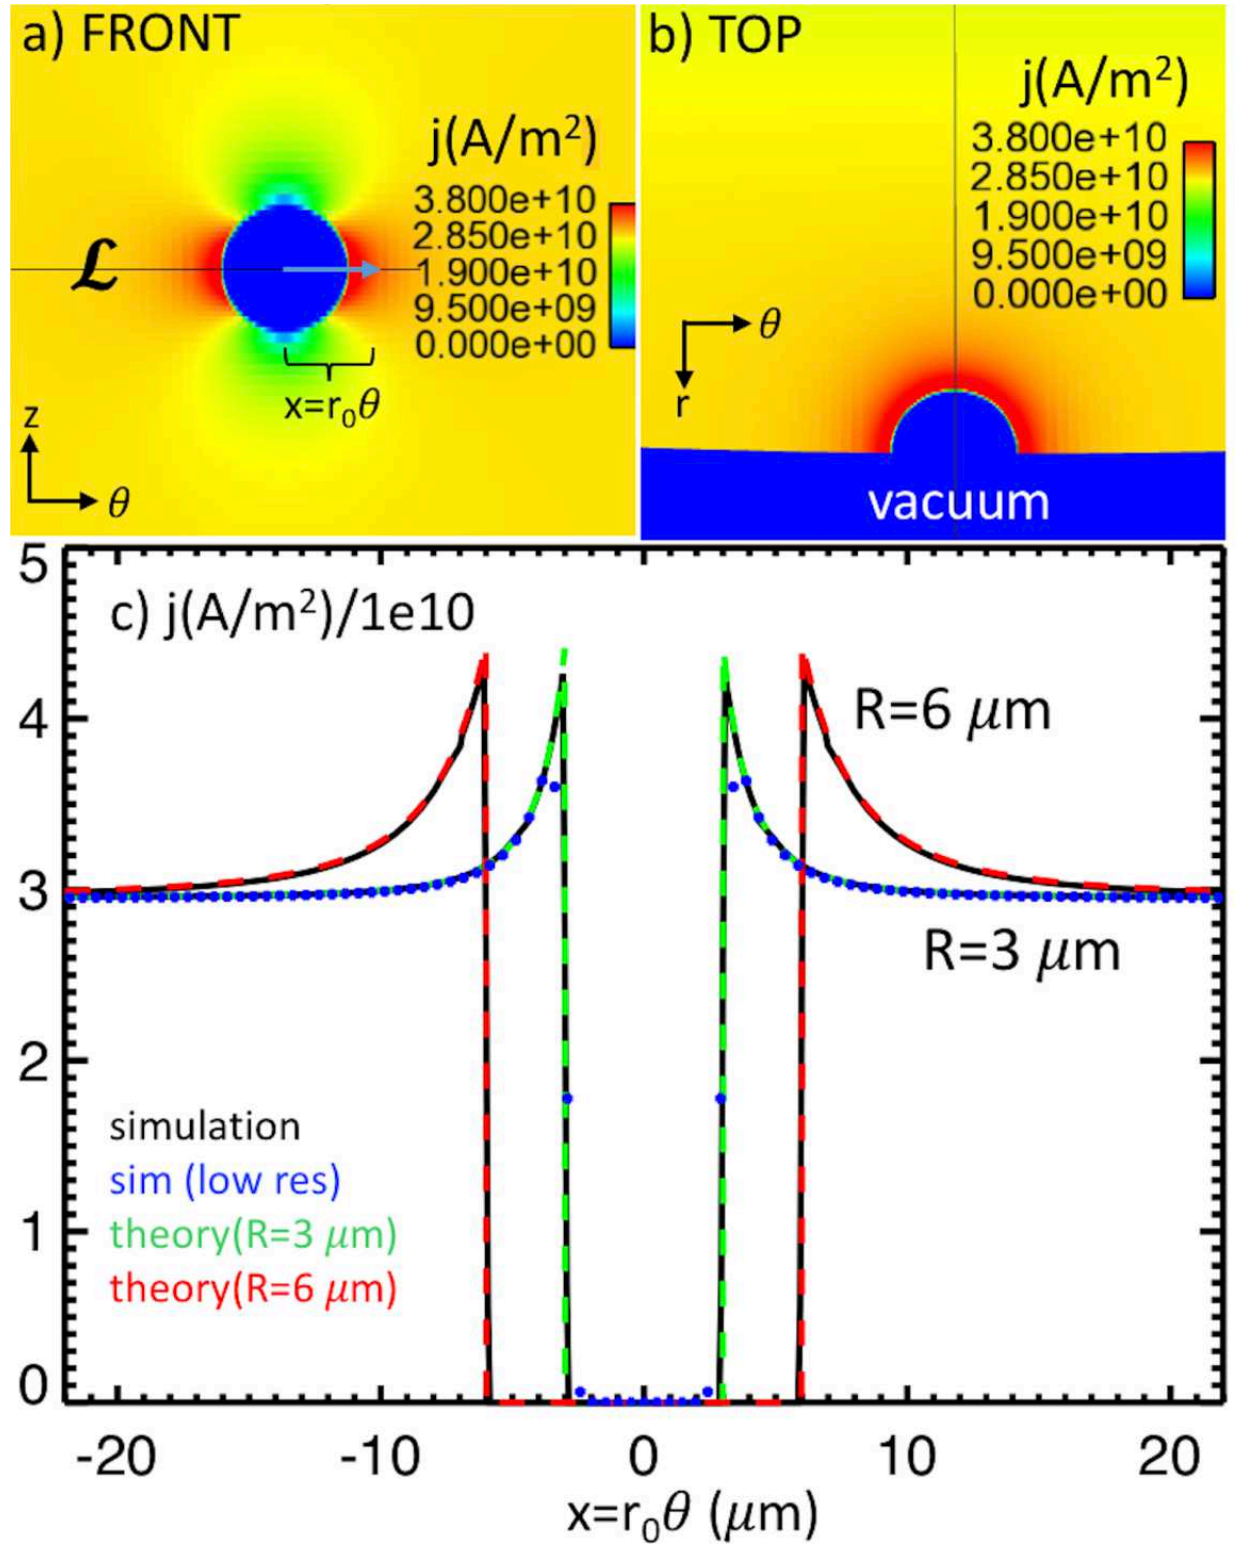 a) FRONT
j(A/m²)
3.800e+10
2.850e+10
1.900e+10
9.500e+09
0.000e+00
ℒ
x=r₀θ
z
θ
b) TOP
j(A/m²)
3.800e+10
2.850e+10
1.900e+10
9.500e+09
0.000e+00
θ
r
vacuum
c) j(A/m²)/1e10
5
4
3
2
1
0
R=6 μm
R=3 μm
simulation
sim (low res)
theory(R=3 μm)
theory(R=6 μm)
-20 -10 0 10 20
x=r₀θ (μm)